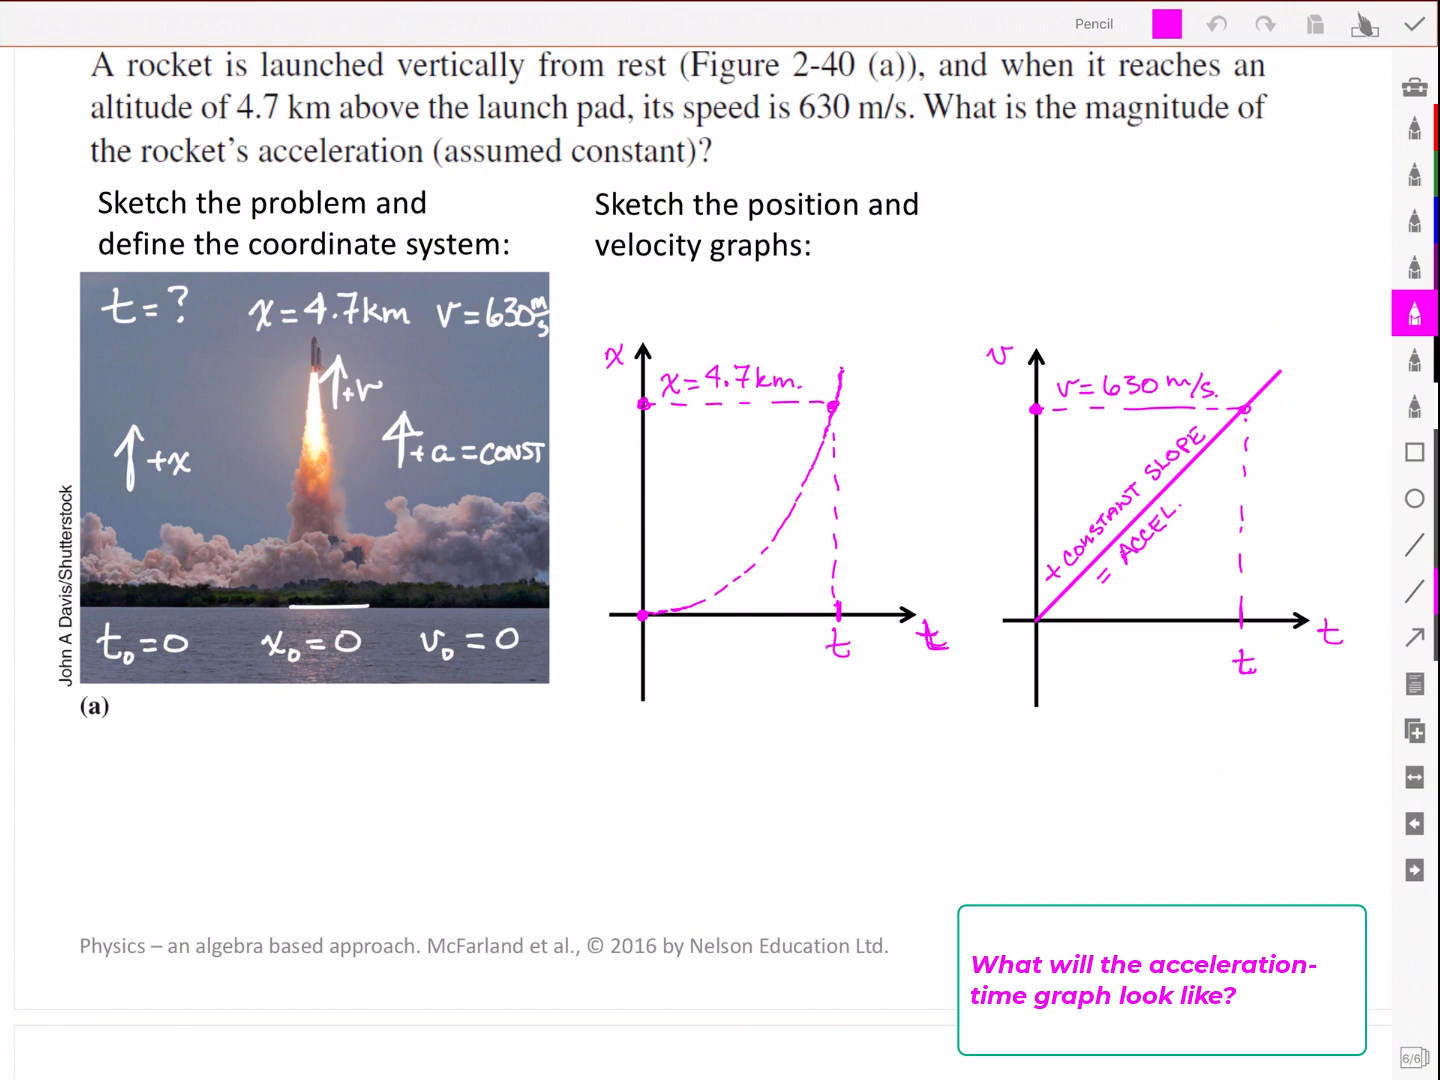 Pencil
A rocket is launched vertically from rest (Figure 2-40 (a)), and when it reaches an
altitude of 4.7 km above the launch pad, its speed is 630 m/s. What is the magnitude of
the rocket's acceleration (assumed constant)?
Sketch the problem and
define the coordinate system:
Sketch the position and
velocity graphs:
t = ? x = 4.7km v = 630 m/s
+v
+x
+a = CONST
t₀ = 0 x₀ = 0 v₀ = 0
John A Davis/Shutterstock
(a)
x
x = 4.7km.
t
t
v
v = 630 m/s.
+CONSTANT SLOPE
= ACCEL.
t
t
Physics – an algebra based approach. McFarland et al., © 2016 by Nelson Education Ltd.
What will the acceleration-
time graph look like?
6/6